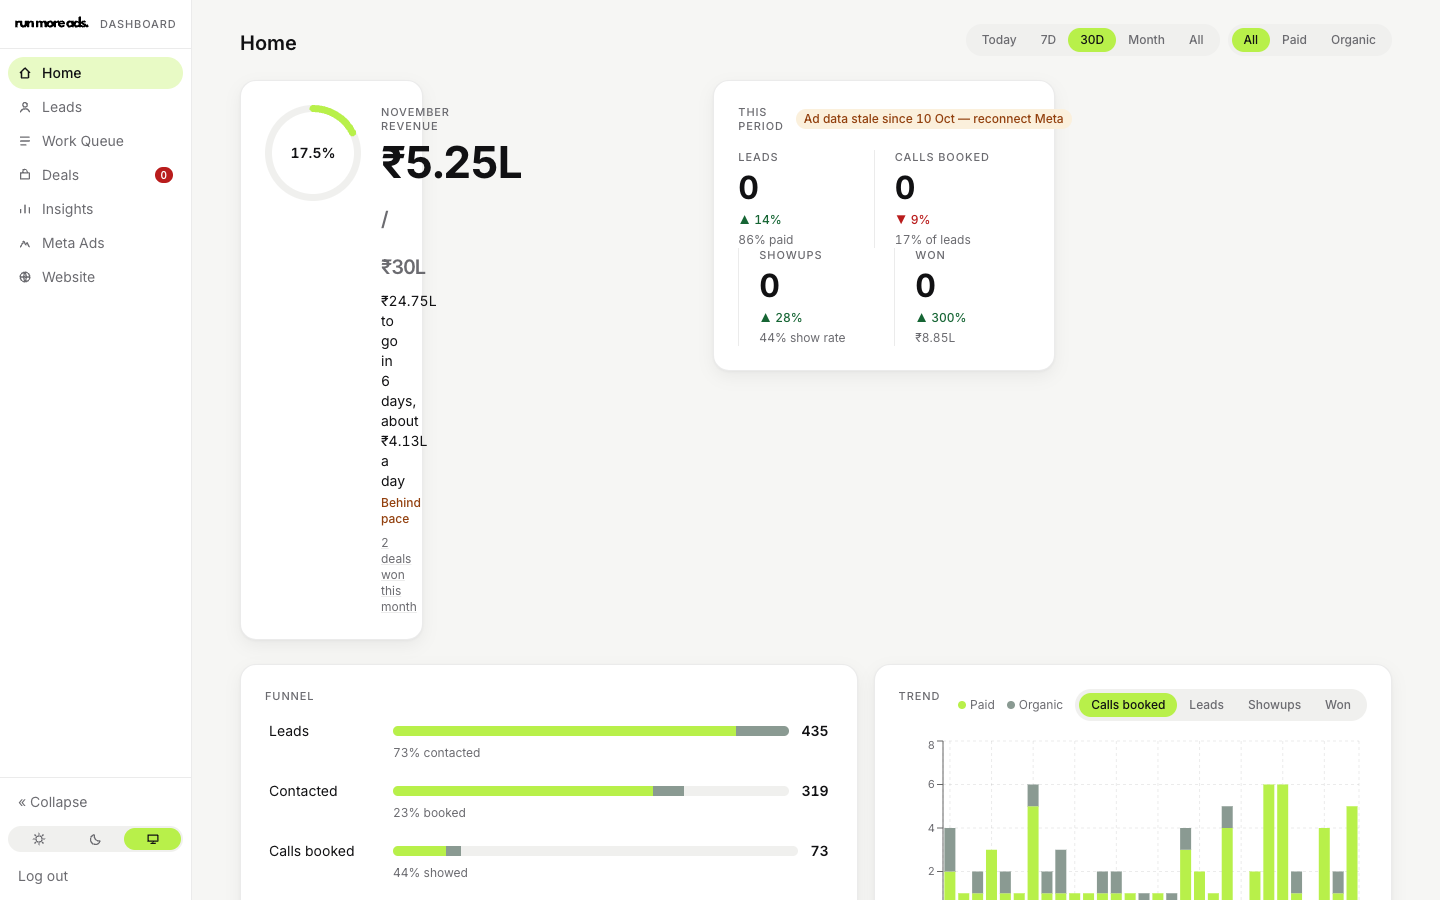 run more ads. DASHBOARD
Home
Leads
Work Queue
Deals 0
Insights
Meta Ads
Website
« Collapse
Log out
Home
Today 7D 30D Month All
All Paid Organic
17.5%
NOVEMBER
REVENUE
₹5.25L
/
₹30L
₹24.75L
to
go
in
6
days,
about
₹4.13L
a
day
Behind
pace
2
deals
won
this
month
THIS
PERIOD
Ad data stale since 10 Oct — reconnect Meta
LEADS
0
▲ 14%
86% paid
CALLS BOOKED
0
▼ 9%
17% of leads
SHOWUPS
0
▲ 28%
44% show rate
WON
0
▲ 300%
₹8.85L
FUNNEL
Leads 435
73% contacted
Contacted 319
23% booked
Calls booked 73
44% showed
TREND
Paid Organic
Calls booked Leads Showups Won
8
6
4
2